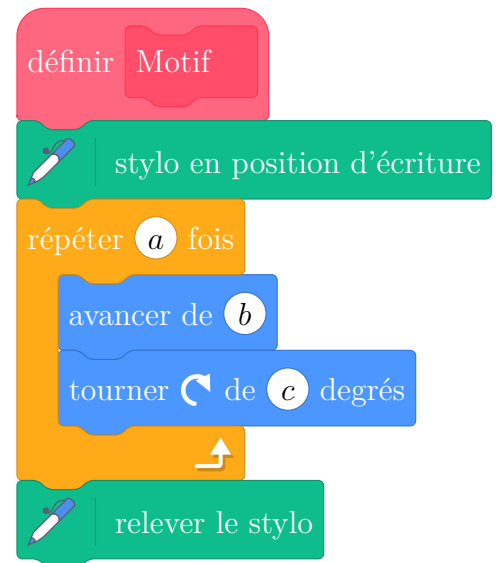 définir Motif
stylo en position d'écriture
répéter a fois
avancer de b
tourner de c degrés
relever le stylo